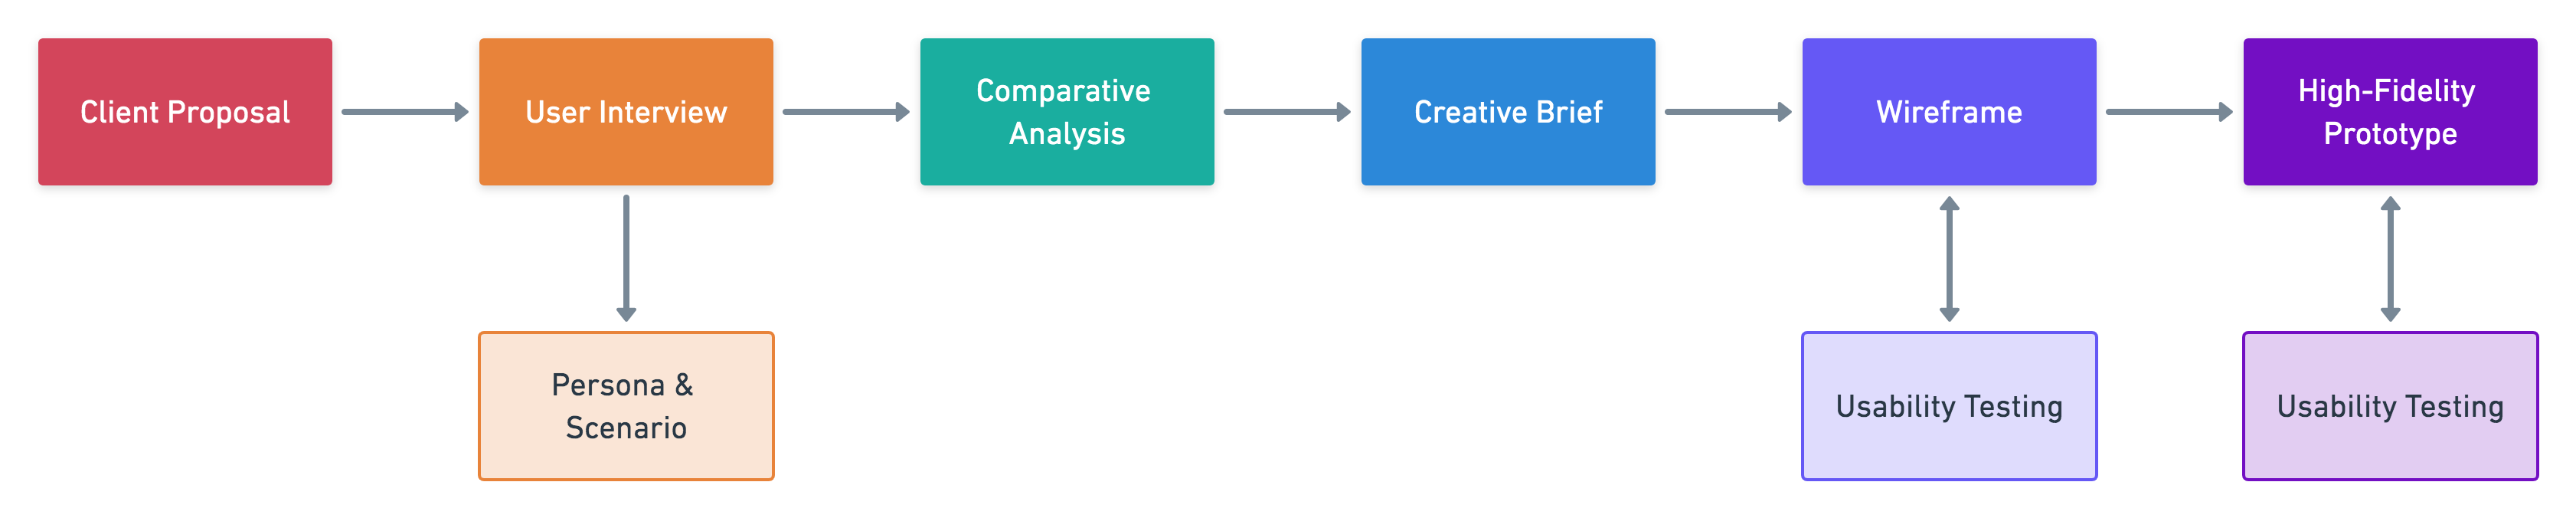 Client Proposal
User Interview
Comparative
Analysis
Creative Brief
Wireframe
High-Fidelity
Prototype
Persona &
Scenario
Usability Testing
Usability Testing